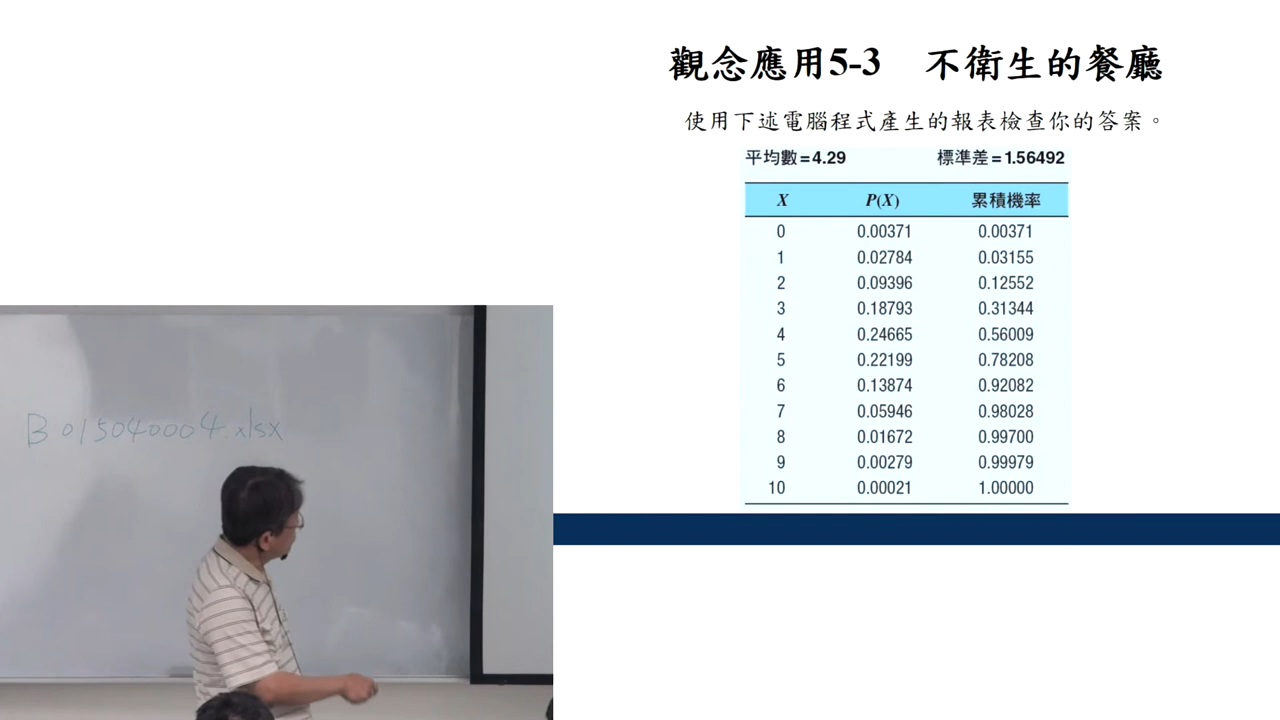 觀念應用5-3 不衛生的餐廳
使用下述電腦程式產生的報表檢查你的答案。
平均數=4.29 標準差=1.56492
X P(X) 累積機率
0 0.00371 0.00371
1 0.02784 0.03155
2 0.09396 0.12552
3 0.18793 0.31344
4 0.24665 0.56009
5 0.22199 0.78208
6 0.13874 0.92082
7 0.05946 0.98028
8 0.01672 0.99700
9 0.00279 0.99979
10 0.00021 1.00000
B015040004.xlsx